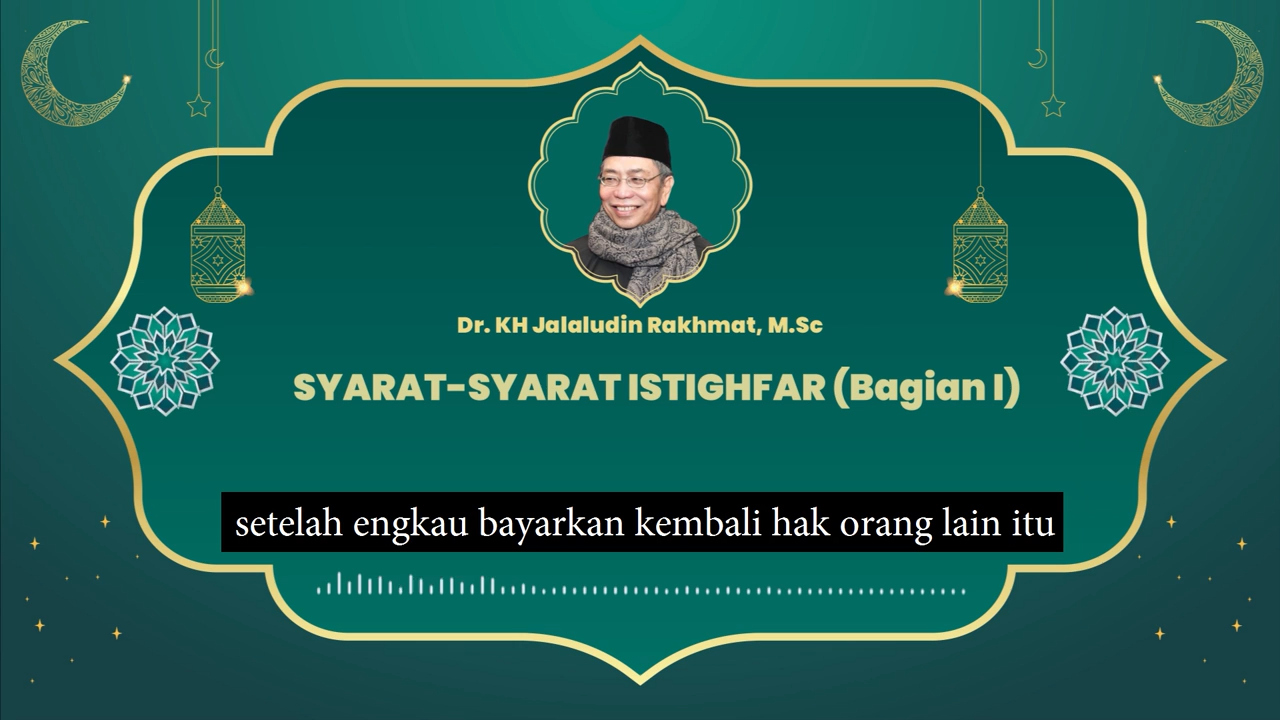 Dr. KH Jalaludin Rakhmat, M.Sc
SYARAT-SYARAT ISTIGHFAR (Bagian I)
setelah engkau bayarkan kembali hak orang lain itu